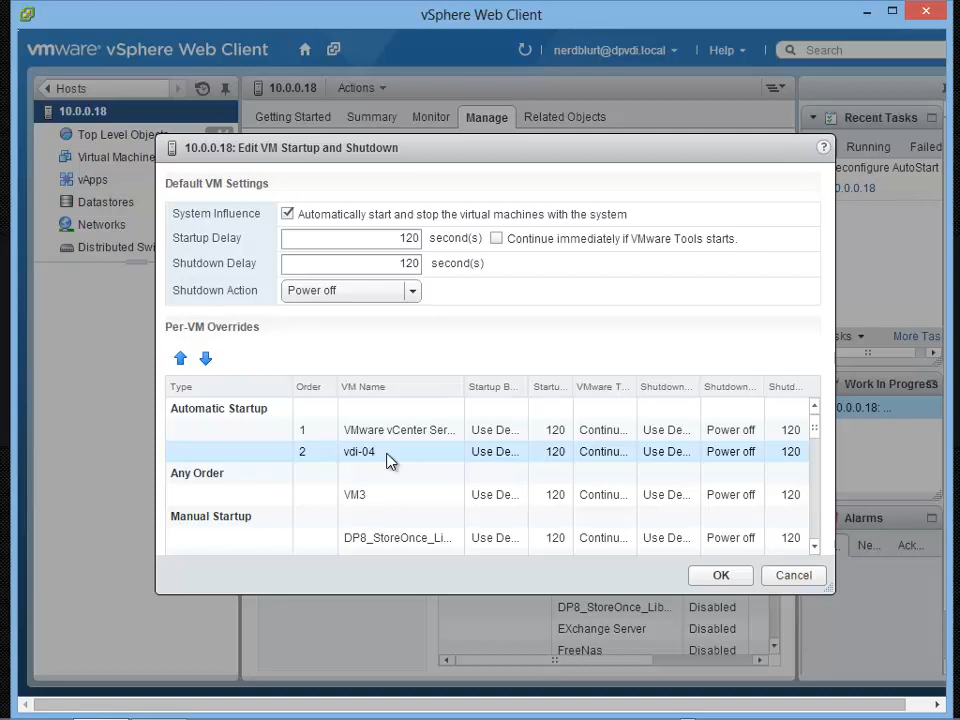 vSphere Web Client
vmware® vSphere Web Client
nerdblurt@dpvdi.local
Help
Search
Hosts
10.0.0.18
Actions
10.0.0.18
Top Level Objec
Virtual Machine
vApps
Datastores
Networks
Distributed Swi
Getting Started
Summary
Monitor
Manage
Related Objects
Recent Tasks
Running
Failed
econfigure AutoStart
0.0.0.18
10.0.0.18: Edit VM Startup and Shutdown
?
Default VM Settings
System Influence
Automatically start and stop the virtual machines with the system
Startup Delay 120 second(s) Continue immediately if VMware Tools starts.
Shutdown Delay 120 second(s)
Shutdown Action Power off
Per-VM Overrides
Type Order VM Name Startup B... Startu... VMware T... Shutdown... Shutdown... Shutd...
Automatic Startup
1 VMware vCenter Ser... Use De... 120 Continu... Use De... Power off 120
2 vdi-04 Use De... 120 Continu... Use De... Power off 120
Any Order
VM3 Use De... 120 Continu... Use De... Power off 120
Manual Startup
DP8_StoreOnce_Li... Use De... 120 Continu... Use De... Power off 120
OK
Cancel
sks
More Tas
Work In Progress
0.0.0.18: ...
Alarms
Ne...
Ack...
DP8_StoreOnce_Lib... Disabled
EXchange Server Disabled
FreeNas Disabled